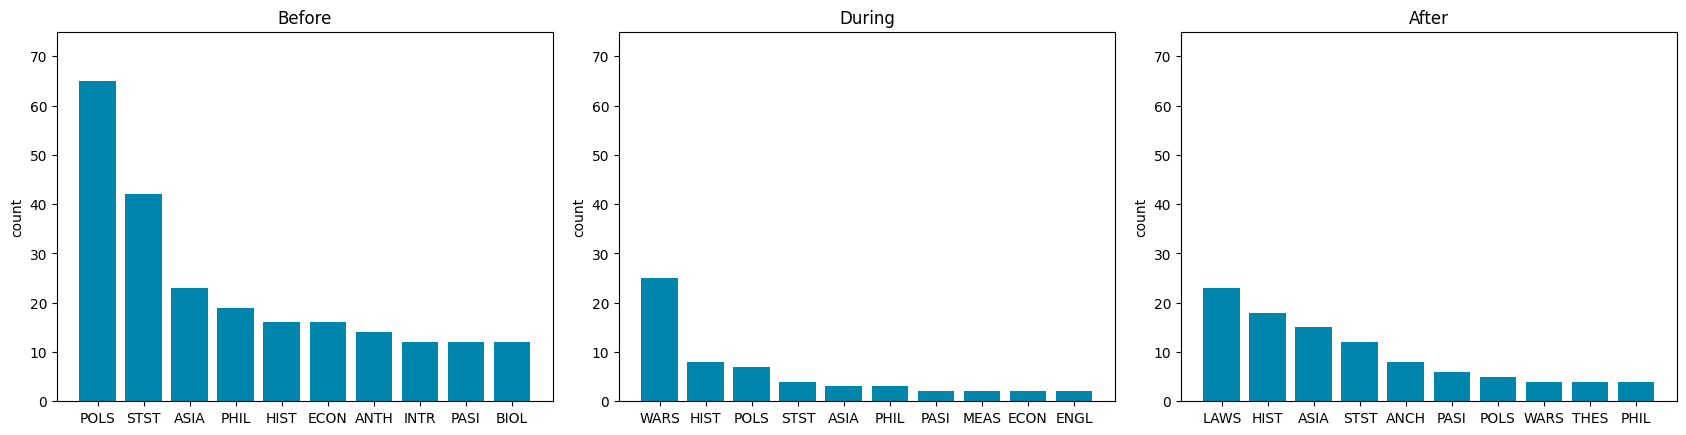 Before
70
60
50
40
30
20
10
0
count
POLS STST ASIA PHIL HIST ECON ANTH INTR PASI BIOL
During
70
60
50
40
30
20
10
0
count
WARS HIST POLS STST ASIA PHIL PASI MEAS ECON ENGL
After
70
60
50
40
30
20
10
0
count
LAWS HIST ASIA STST ANCH PASI POLS WARS THES PHIL